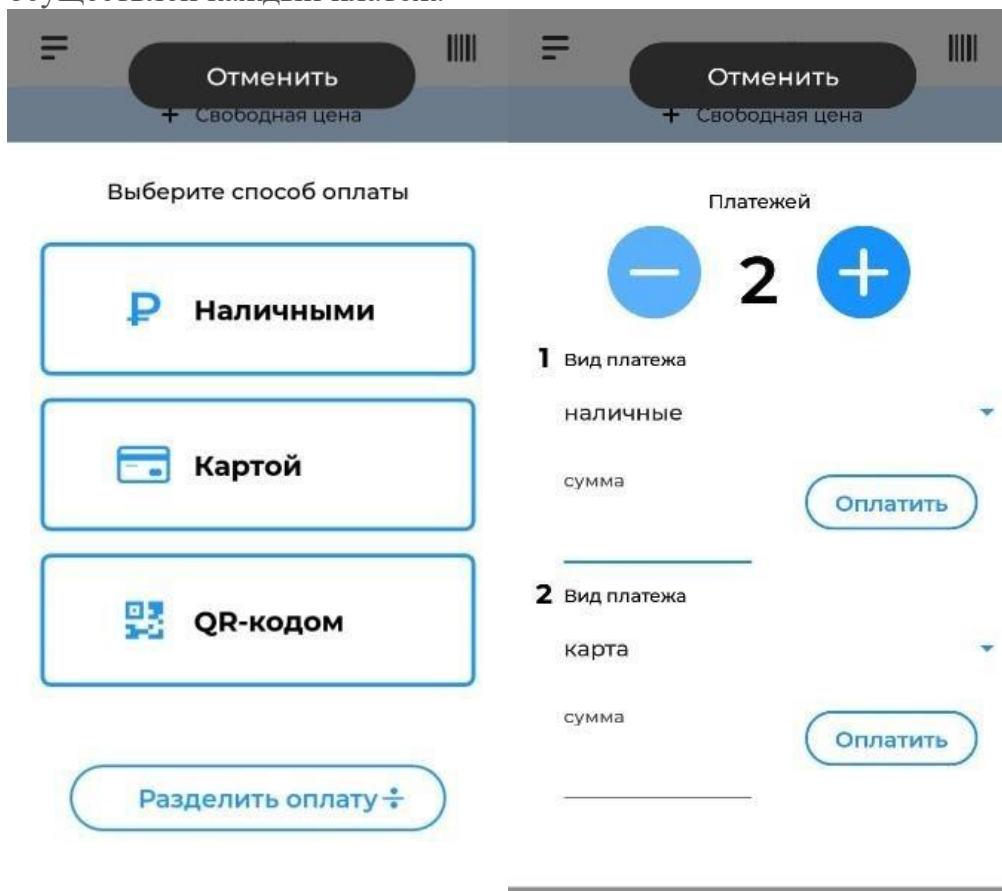 Отменить
+ Свободная цена
Выберите способ оплаты
Наличными
Картой
QR-кодом
Разделить оплату ÷
Отменить
+ Свободная цена
Платежей
2
1 Вид платежа
наличные
сумма
Оплатить
2 Вид платежа
карта
сумма
Оплатить